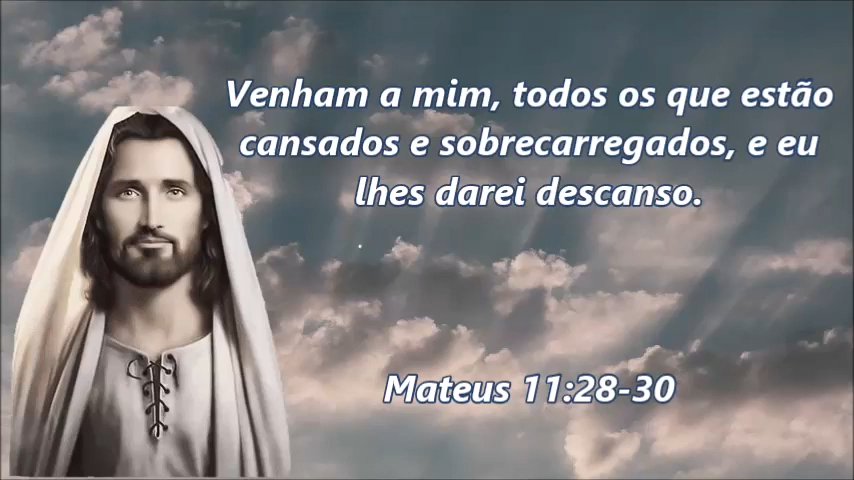 Venham a mim, todos os que estão
cansados e sobrecarregados, e eu
lhes darei descanso.
Mateus 11:28-30